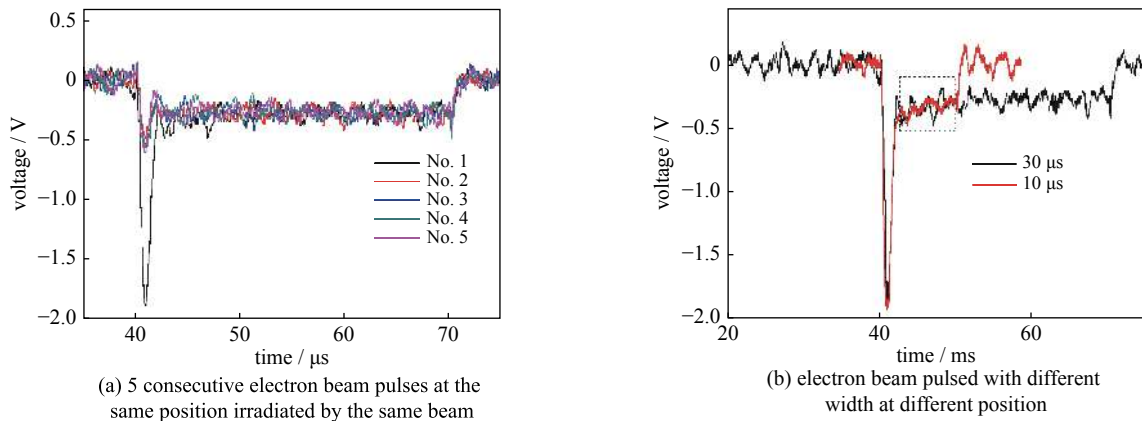 0.5
0
−0.5
−1.0
−1.5
−2.0
voltage / V
No. 1
No. 2
No. 3
No. 4
No. 5
40 50 60 70
time / μs
(a) 5 consecutive electron beam pulses at the
same position irradiated by the same beam
0
−0.5
−1.0
−1.5
−2.0
voltage / V
30 μs
10 μs
20 40 60
time / ms
(b) electron beam pulsed with different
width at different position